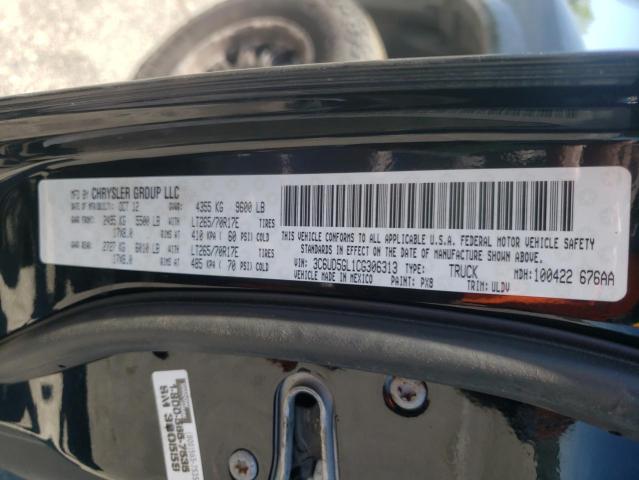 MFD BY CHRYSLER GROUP LLC
DATE OF MFR: OCT 12 GVWR: 4355 KG 9600 LB
GAWR FRONT: 2495 KG 5500 LB WITH LT265/70R17E TIRES
17X8.0 RIMS AT 410 KPA ( 60 PSI) COLD
GAWR REAR: 2727 KG 6010 LB WITH LT265/70R17E TIRES
17X8.0 RIMS AT 485 KPA ( 70 PSI) COLD
THIS VEHICLE CONFORMS TO ALL APPLICABLE U.S.A. FEDERAL MOTOR VEHICLE SAFETY
STANDARDS IN EFFECT ON THE DATE OF MANUFACTURE SHOWN ABOVE.
VIN: 3C6UD5GL1CG306313 TYPE: TRUCK MDH: 100422 676AA
VEHICLE MADE IN MEXICO PAINT: PX8 TRIM: ULDV